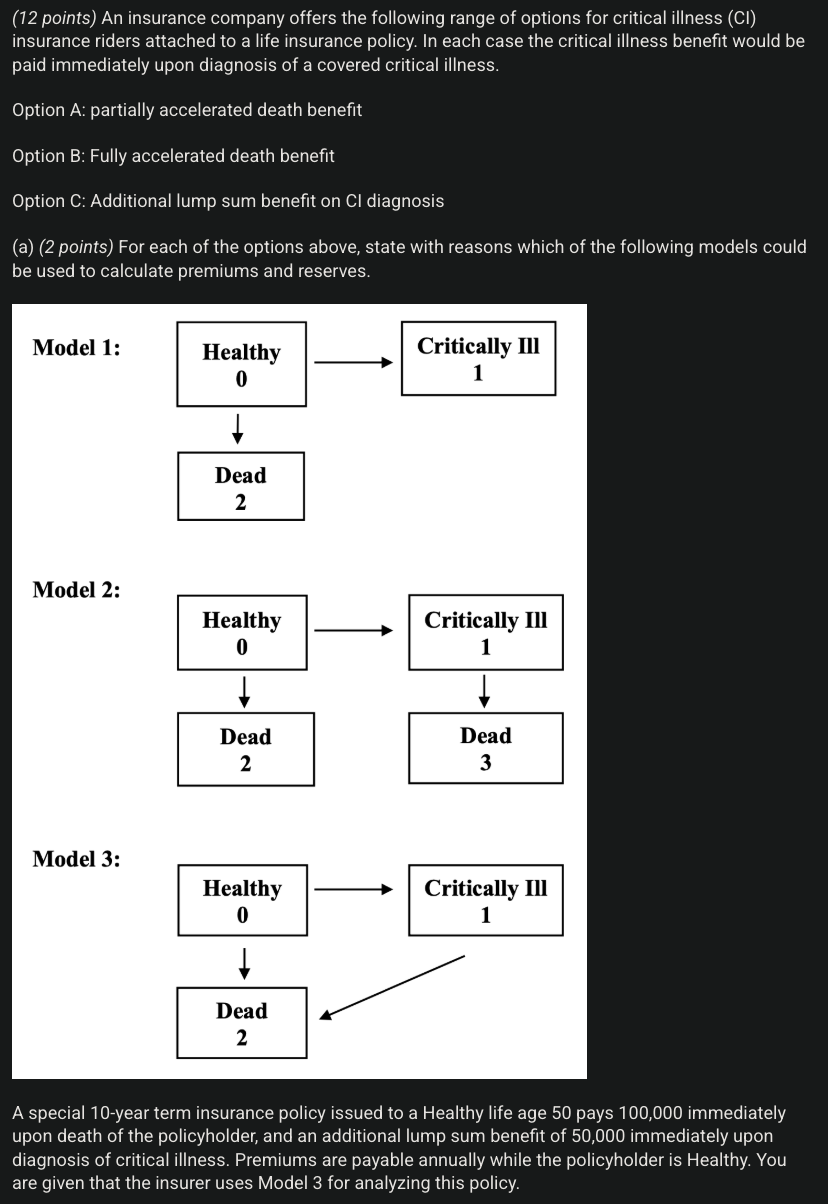 (12 points) An insurance company offers the following range of options for critical illness (CI)
insurance riders attached to a life insurance policy. In each case the critical illness benefit would be
paid immediately upon diagnosis of a covered critical illness.
Option A: partially accelerated death benefit
Option B: Fully accelerated death benefit
Option C: Additional lump sum benefit on CI diagnosis
(a) (2 points) For each of the options above, state with reasons which of the following models could
be used to calculate premiums and reserves.
Model 1:
Healthy
0
Critically Ill
1
Dead
2
Model 2:
Healthy
0
Critically Ill
1
Dead
2
Dead
3
Model 3:
Healthy
0
Critically Ill
1
Dead
2
A special 10-year term insurance policy issued to a Healthy life age 50 pays 100,000 immediately
upon death of the policyholder, and an additional lump sum benefit of 50,000 immediately upon
diagnosis of critical illness. Premiums are payable annually while the policyholder is Healthy. You
are given that the insurer uses Model 3 for analyzing this policy.